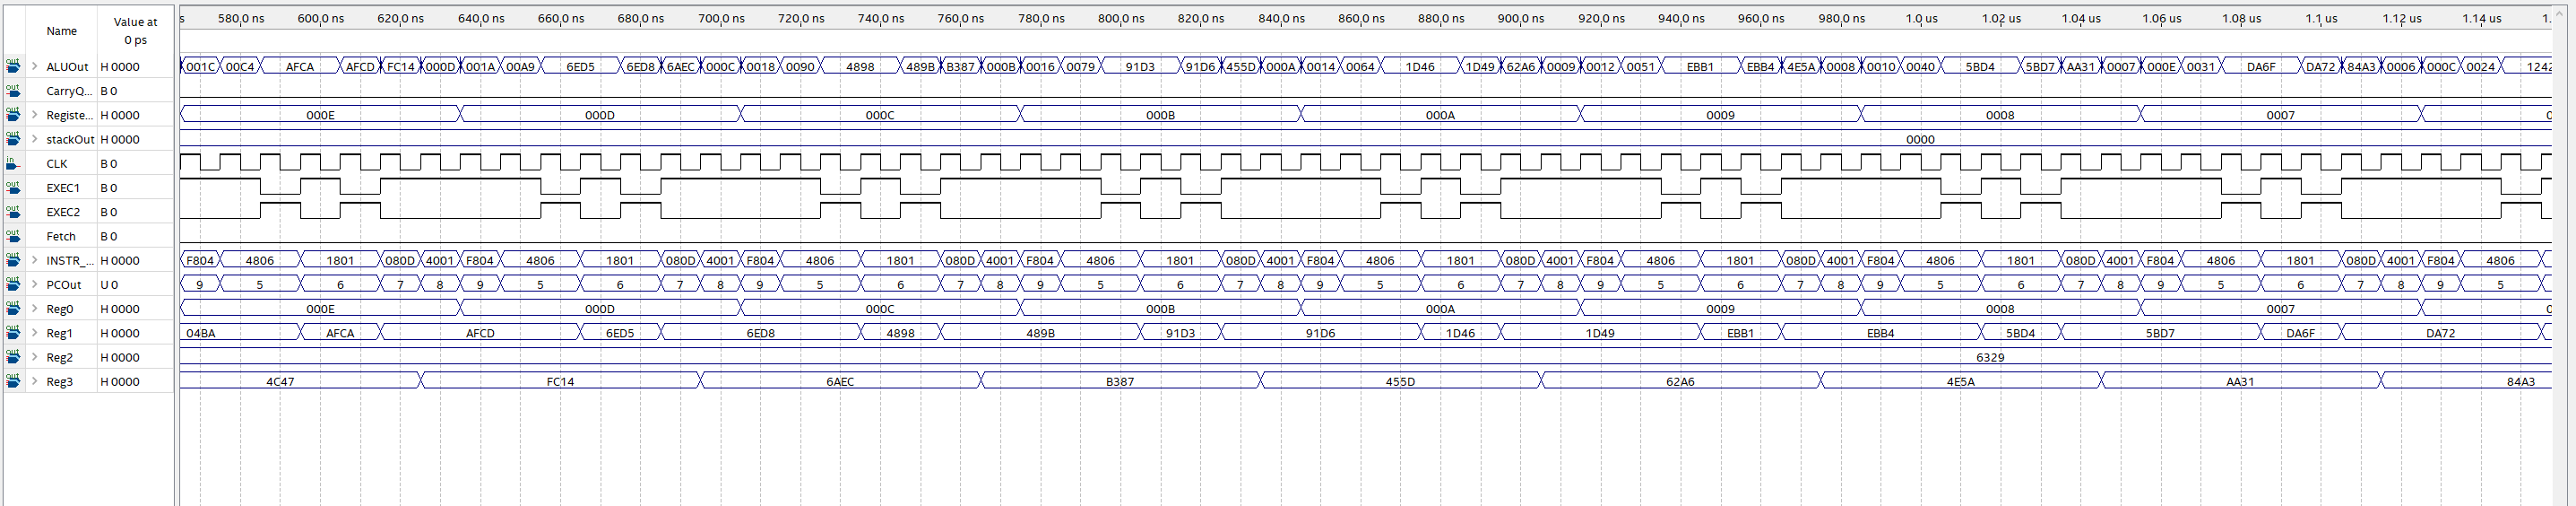 s 580,0 ns 600,0 ns 620,0 ns 640,0 ns 660,0 ns 680,0 ns 700,0 ns 720,0 ns 740,0 ns 760,0 ns 780,0 ns 800,0 ns 820,0 ns 840,0 ns 860,0 ns 880,0 ns 900,0 ns 920,0 ns 940,0 ns 960,0 ns 980,0 ns 1.0 us 1.02 us 1.04 us 1.06 us 1.08 us 1.1 us 1.12 us 1.14 us 1.
Name Value at
0 ps
out ALUOut H 0000 001C 00C4 AFCA AFCD FC14 000D 001A 00A9 6ED5 6ED8 6AEC 000C 0018 0090 4898 489B B387 000B 0016 0079 91D3 91D6 455D 000A 0014 0064 1D46 1D49 62A6 0009 0012 0051 EBB1 EBB4 4E5A 0008 0010 0040 5BD4 5BD7 AA31 0007 000E 0031 DA6F DA72 84A3 0006 000C 0024 1242
out CarryQ... B 0
out Registe... H 0000 000E 000D 000C 000B 000A 0009 0008 0007 0
out stackOut H 0000 0000
in CLK B 0
out EXEC1 B 0
out EXEC2 B 0
out Fetch B 0
out INSTR_... H 0000 F804 4806 1801 080D 4001 F804 4806 1801 080D 4001 F804 4806 1801 080D 4001 F804 4806 1801 080D 4001 F804 4806 1801 080D 4001 F804 4806 1801 080D 4001 F804 4806 1801 080D 4001 F804 4806 1801 080D 4001 F804 4806
out PCOut U 0 9 5 6 7 8 9 5 6 7 8 9 5 6 7 8 9 5 6 7 8 9 5 6 7 8 9 5 6 7 8 9 5 6 7 8 9 5 6 7 8 9 5
out Reg0 H 0000 000E 000D 000C 000B 000A 0009 0008 0007 0
out Reg1 H 0000 04BA AFCA AFCD 6ED5 6ED8 4898 489B 91D3 91D6 1D46 1D49 EBB1 EBB4 5BD4 5BD7 DA6F DA72
out Reg2 H 0000 6329
out Reg3 H 0000 4C47 FC14 6AEC B387 455D 62A6 4E5A AA31 84A3